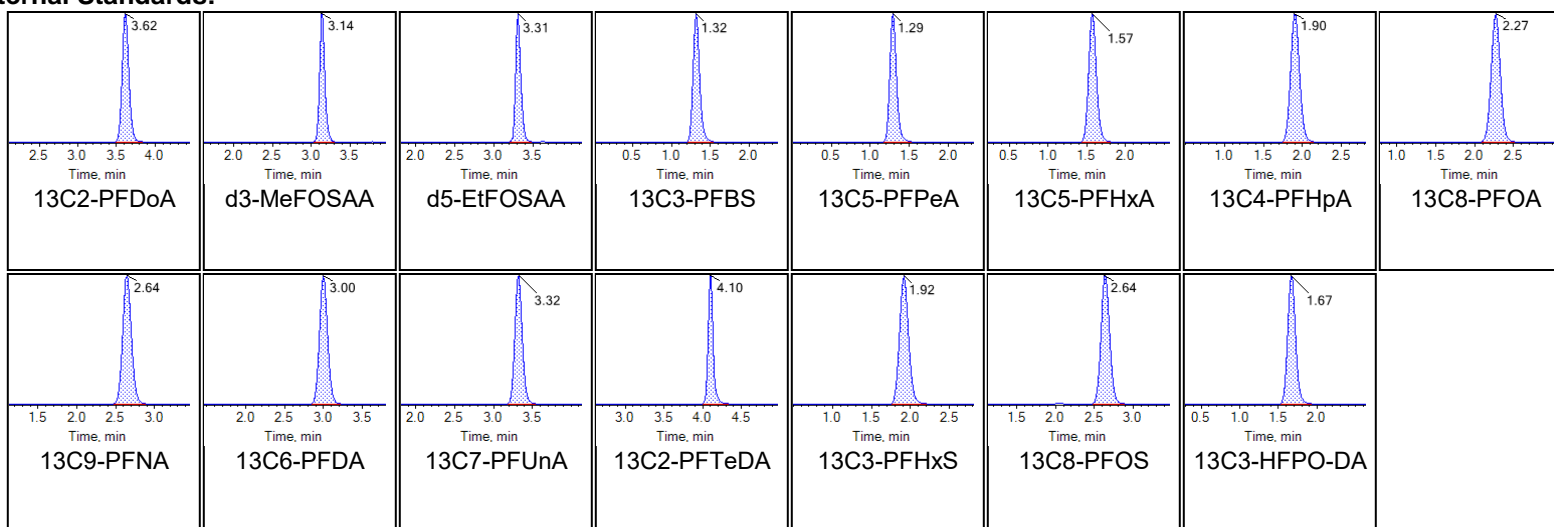 ternal Standards:
3.62 3.14 3.31 1.32 1.29 1.57 1.90 2.27
2.5 3.0 3.5 4.0 2.0 2.5 3.0 3.5 2.0 2.5 3.0 3.5 0.5 1.0 1.5 2.0 0.5 1.0 1.5 2.0 0.5 1.0 1.5 2.0 1.0 1.5 2.0 2.5 1.0 1.5 2.0 2.5
Time, min Time, min Time, min Time, min Time, min Time, min Time, min Time, min
13C2-PFDoA d3-MeFOSAA d5-EtFOSAA 13C3-PFBS 13C5-PFPeA 13C5-PFHxA 13C4-PFHpA 13C8-PFOA
2.64 3.00 3.32 4.10 1.92 2.64 1.67
1.5 2.0 2.5 3.0 2.0 2.5 3.0 3.5 2.0 2.5 3.0 3.5 3.0 3.5 4.0 4.5 1.0 1.5 2.0 2.5 1.5 2.0 2.5 3.0 0.5 1.0 1.5 2.0
Time, min Time, min Time, min Time, min Time, min Time, min Time, min
13C9-PFNA 13C6-PFDA 13C7-PFUnA 13C2-PFTeDA 13C3-PFHxS 13C8-PFOS 13C3-HFPO-DA